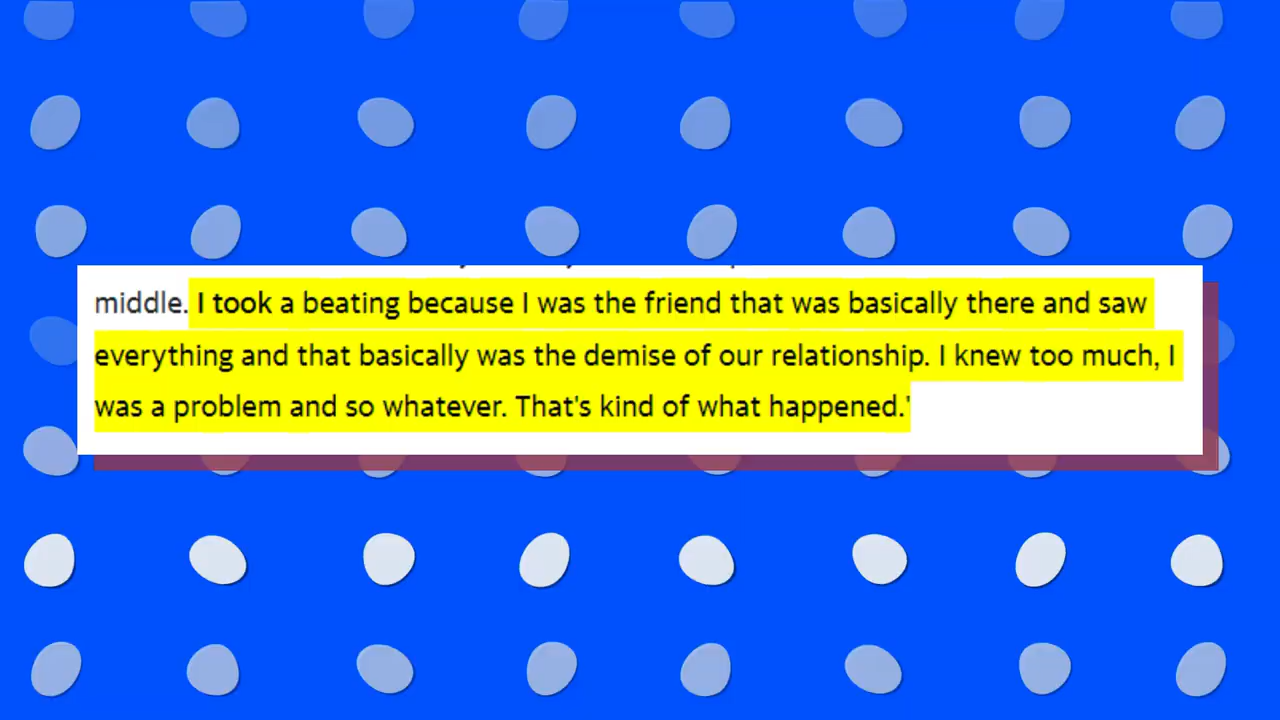 middle. I took a beating because I was the friend that was basically there and saw
everything and that basically was the demise of our relationship. I knew too much, I
was a problem and so whatever. That's kind of what happened.'